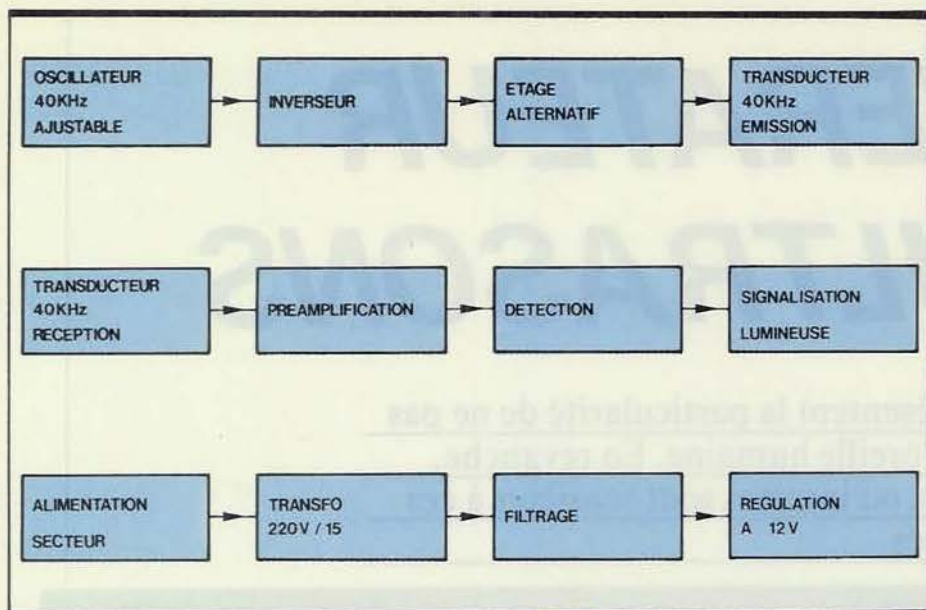 OSCILLATEUR
40KHz
AJUSTABLE
INVERSEUR
ETAGE
ALTERNATIF
TRANSDUCTEUR
40KHz
EMISSION
TRANSDUCTEUR
40KHz
RECEPTION
PREAMPLIFICATION
DETECTION
SIGNALISATION
LUMINEUSE
ALIMENTATION
SECTEUR
TRANSFO
220V / 15
FILTRAGE
REGULATION
A 12V